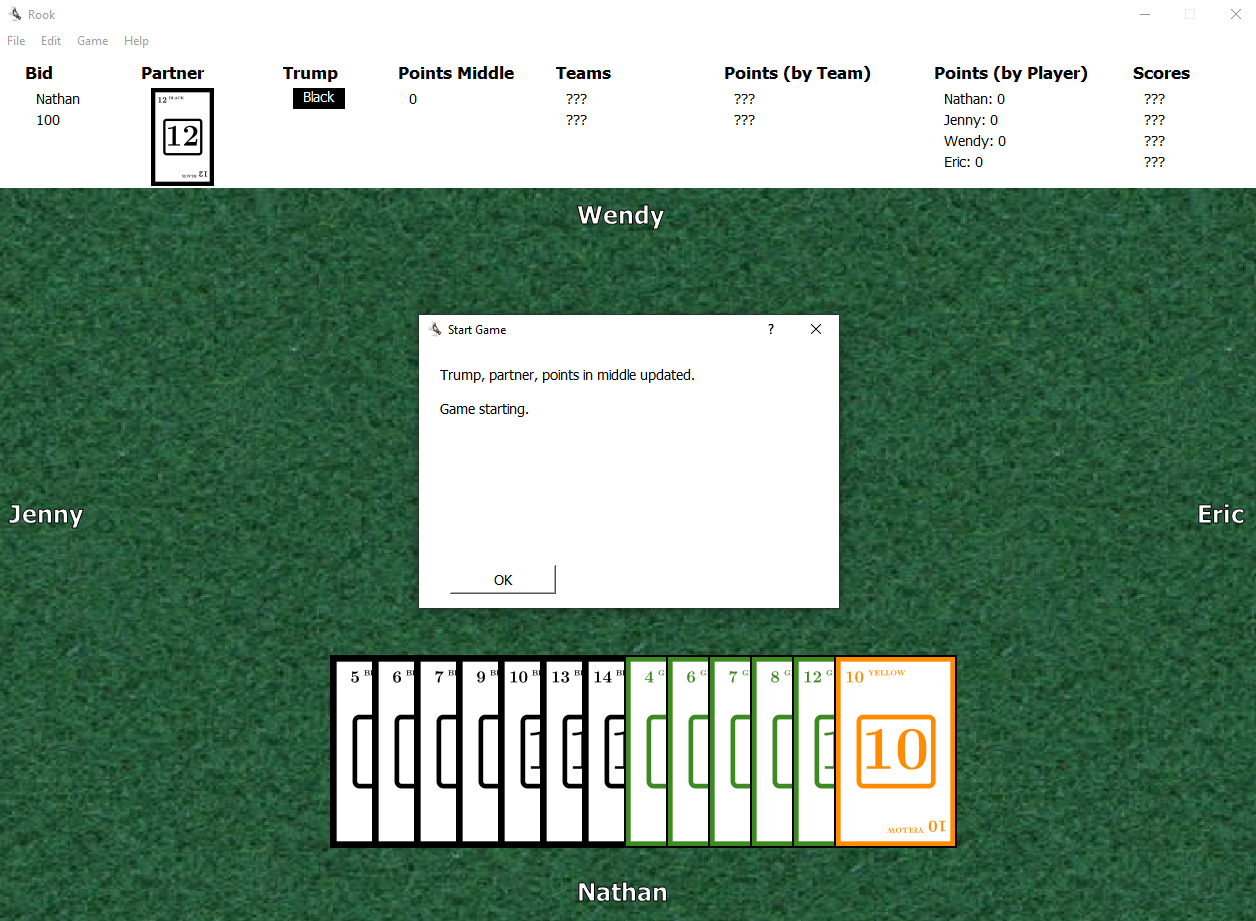 Rook
File Edit Game Help
Bid Partner Trump Points Middle Teams Points (by Team) Points (by Player) Scores
Nathan 12 BLACK Black 0 ??? ??? Nathan: 0 ???
100 12 ??? ??? Jenny: 0 ???
Wendy: 0 ???
Eric: 0 ???
12 BLACK
Wendy
Start Game ?
Trump, partner, points in middle updated.
Game starting.
Jenny Eric
OK
5 B 6 B 7 B 9 B 10 B 13 B 14 B 4 G 6 G 7 G 8 G 12 G 10 YELLOW
10
10 YELLOW
Nathan